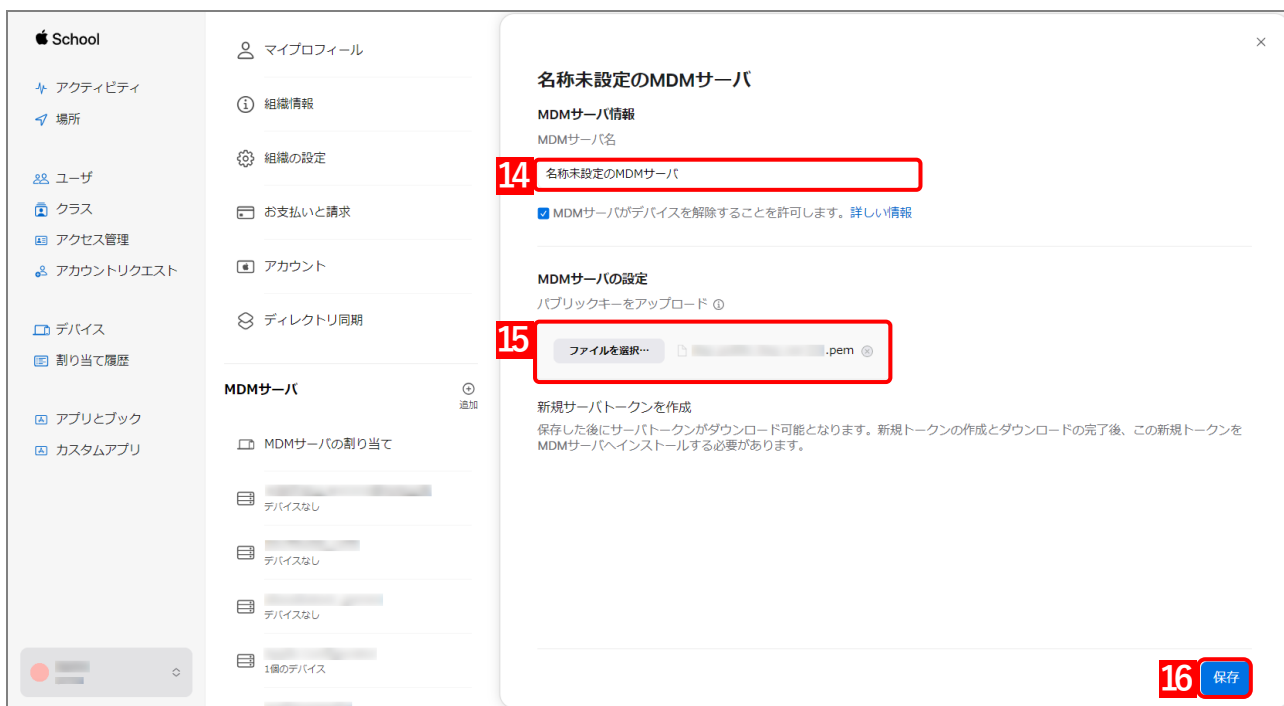 School
アクティビティ
場所
ユーザ
クラス
アクセス管理
アカウントリクエスト
デバイス
割り当て履歴
アプリとブック
カスタムアプリ
マイプロフィール
組織情報
組織の設定
お支払いと請求
アカウント
ディレクトリ同期
MDMサーバ
追加
MDMサーバの割り当て
デバイスなし
デバイスなし
デバイスなし
1個のデバイス
名称未設定のMDMサーバ
MDMサーバ情報
MDMサーバ名
14
名称未設定のMDMサーバ
MDMサーバがデバイスを解除することを許可します。詳しい情報
MDMサーバの設定
パブリックキーをアップロード
15
ファイルを選択… .pem
新規サーバトークンを作成
保存した後にサーバトークンがダウンロード可能となります。新規トークンの作成とダウンロードの完了後、この新規トークンを
MDMサーバへインストールする必要があります。
16
保存